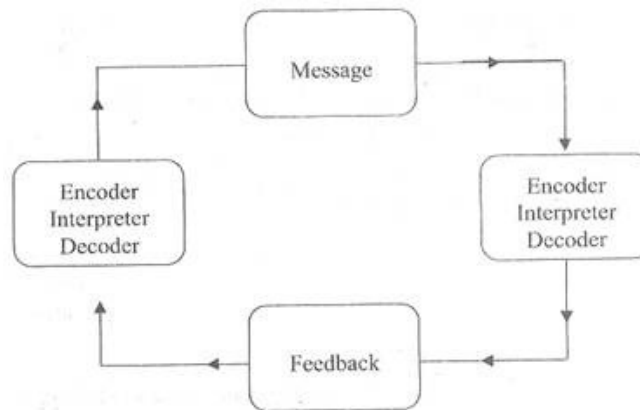 Message
Encoder
Interpreter
Decoder
Encoder
Interpreter
Decoder
Feedback